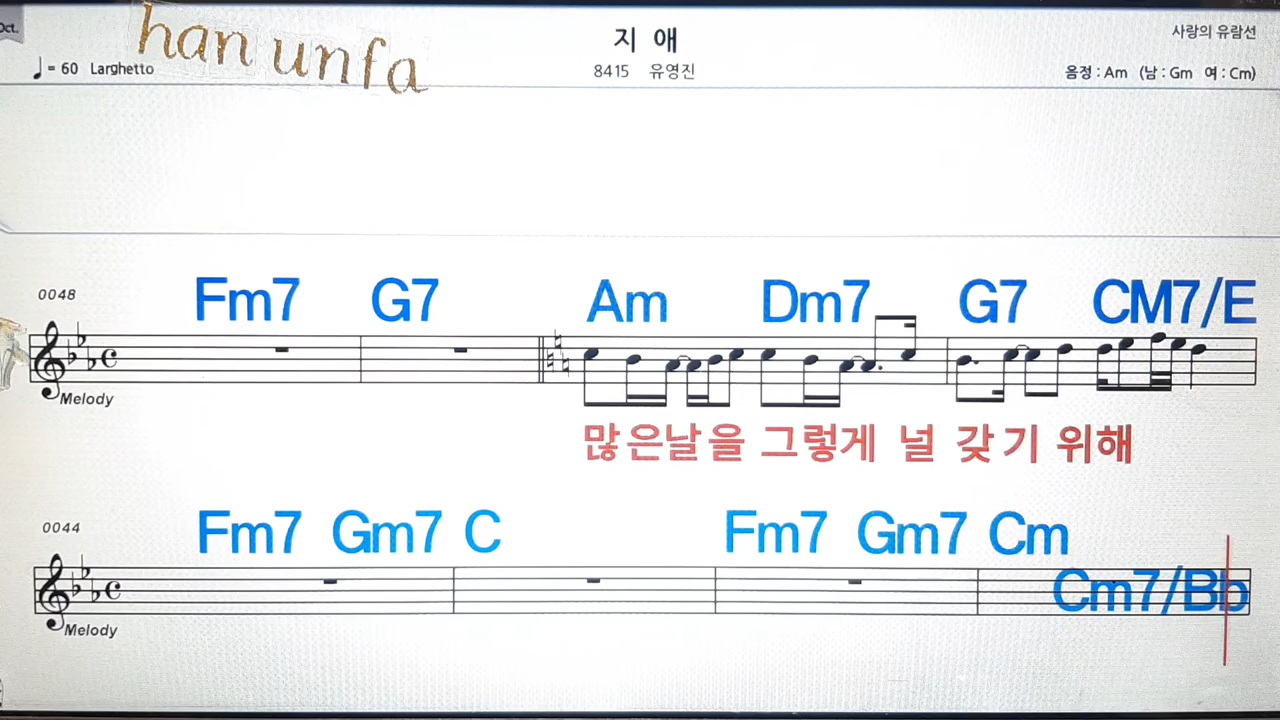 Oct.
han unfa
지 애
사랑의 유람선
♩= 60 Larghetto
8415 유영진
음정 : Am (남 : Gm 여 : Cm)
0048
Fm7 G7 Am Dm7 G7 CM7/E
Melody
많은날을 그렇게 널 갖기 위해
0044
Fm7 Gm7 C Fm7 Gm7 Cm
Cm7/Bb
Melody